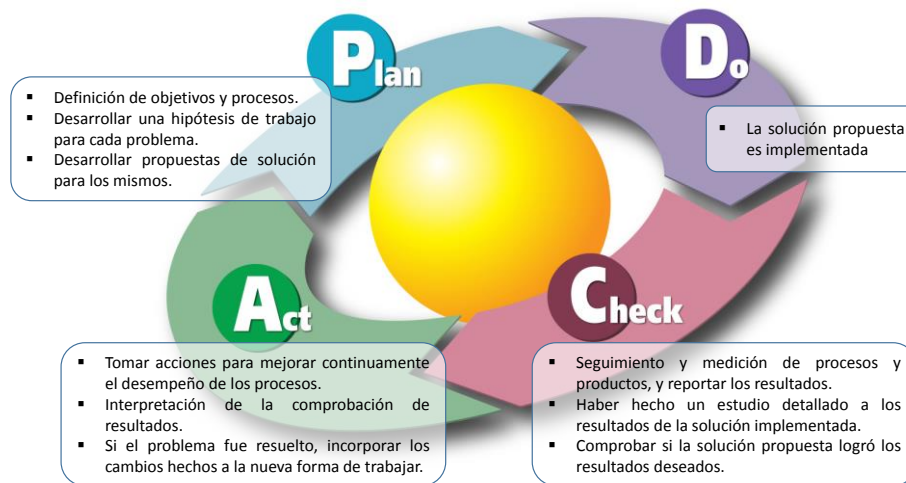 Plan
▪ Definición de objetivos y procesos.
▪ Desarrollar una hipótesis de trabajo
para cada problema.
▪ Desarrollar propuestas de solución
para los mismos.
Do
▪ La solución propuesta
es implementada
Check
▪ Seguimiento y medición de procesos y
productos, y reportar los resultados.
▪ Haber hecho un estudio detallado a los
resultados de la solución implementada.
▪ Comprobar si la solución propuesta logró los
resultados deseados.
Act
▪ Tomar acciones para mejorar continuamente
el desempeño de los procesos.
▪ Interpretación de la comprobación de
resultados.
▪ Si el problema fue resuelto, incorporar los
cambios hechos a la nueva forma de trabajar.